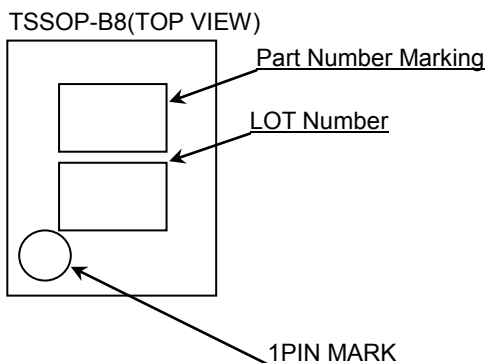 TSSOP-B8(TOP VIEW)
Part Number Marking
LOT Number
1PIN MARK